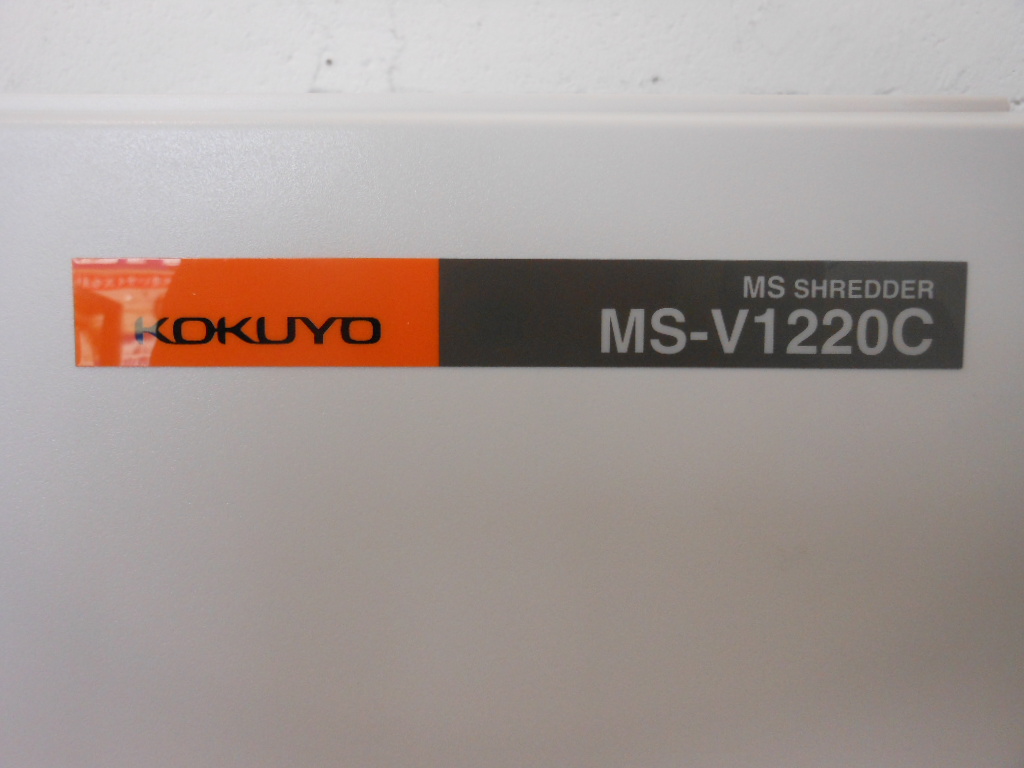 KOKUYO
MS SHREDDER
MS-V1220C